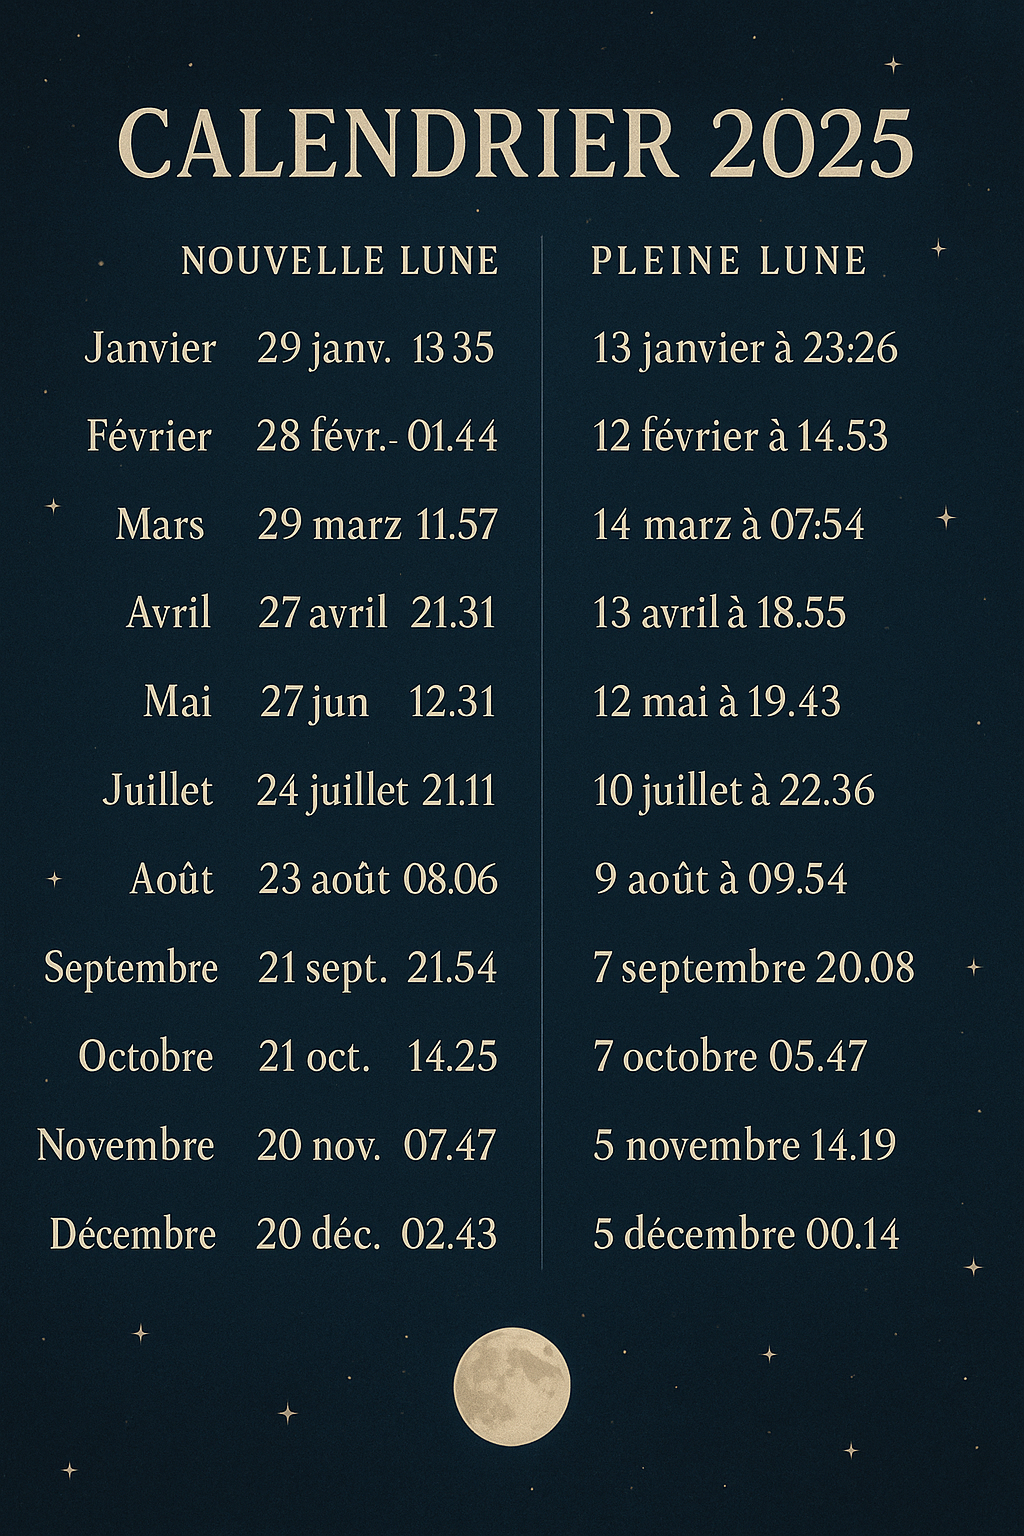 CALENDRIER 2025
NOUVELLE LUNE PLEINE LUNE
Janvier 29 janv. 13 35 13 janvier à 23:26
Février 28 févr.- 01.44 12 février à 14.53
Mars 29 marz 11.57 14 marz à 07:54
Avril 27 avril 21.31 13 avril à 18.55
Mai 27 jun 12.31 12 mai à 19.43
Juillet 24 juillet 21.11 10 juillet à 22.36
Août 23 août 08.06 9 août à 09.54
Septembre 21 sept. 21.54 7 septembre 20.08
Octobre 21 oct. 14.25 7 octobre 05.47
Novembre 20 nov. 07.47 5 novembre 14.19
Décembre 20 déc. 02.43 5 décembre 00.14